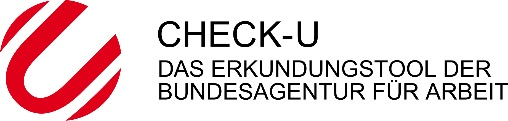 CHECK-U
DAS ERKUNDUNGSTOOL DER
BUNDESAGENTUR FÜR ARBEIT